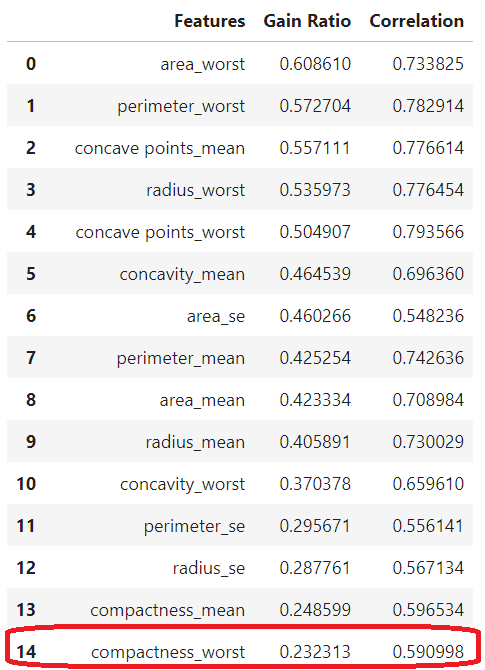 Features Gain Ratio Correlation
0 area_worst 0.608610 0.733825
1 perimeter_worst 0.572704 0.782914
2 concave points_mean 0.557111 0.776614
3 radius_worst 0.535973 0.776454
4 concave points_worst 0.504907 0.793566
5 concavity_mean 0.464539 0.696360
6 area_se 0.460266 0.548236
7 perimeter_mean 0.425254 0.742636
8 area_mean 0.423334 0.708984
9 radius_mean 0.405891 0.730029
10 concavity_worst 0.370378 0.659610
11 perimeter_se 0.295671 0.556141
12 radius_se 0.287761 0.567134
13 compactness_mean 0.248599 0.596534
14 compactness_worst 0.232313 0.590998